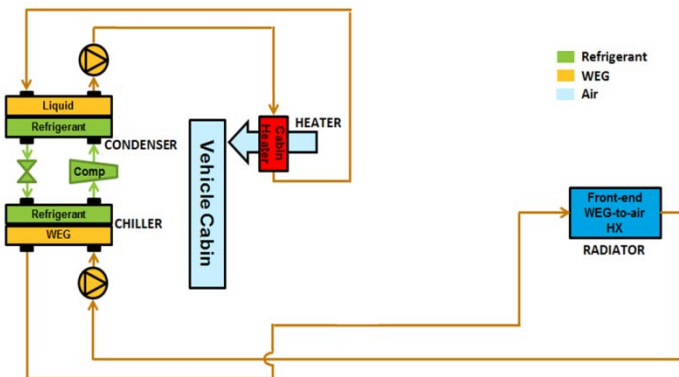 Refrigerant
WEG
Air
Liquid
Refrigerant
CONDENSER
Comp
Refrigerant
WEG
CHILLER
Vehicle Cabin
Cabin
Heater
HEATER
Front-end
WEG-to-air
HX
RADIATOR